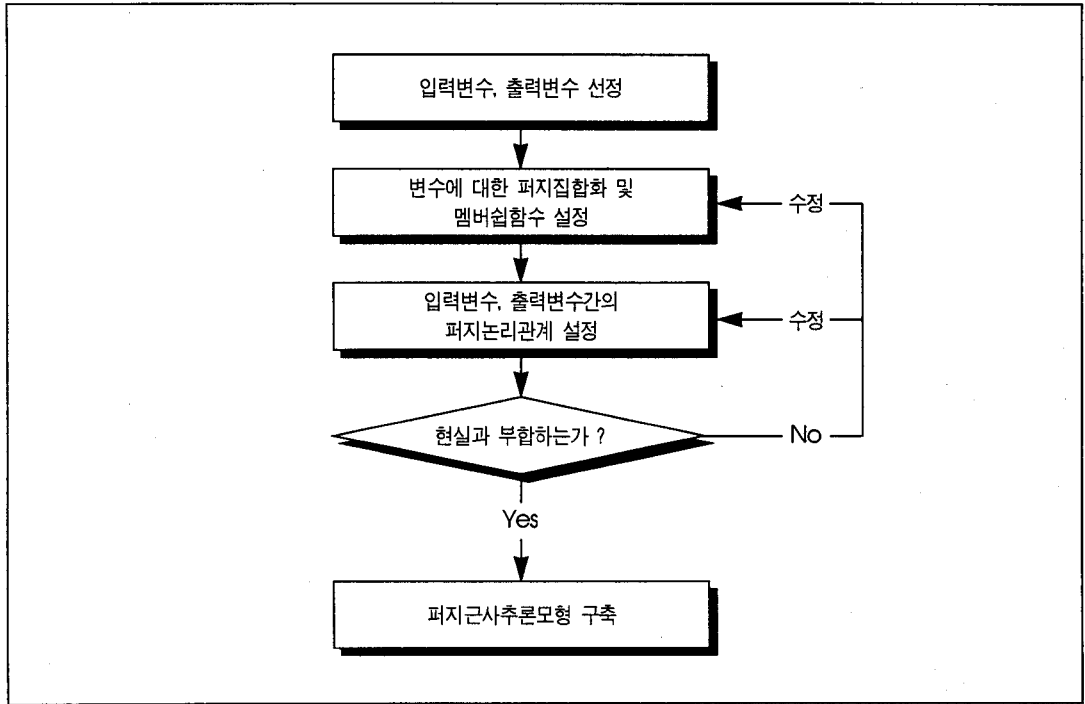 입력변수, 출력변수 선정
변수에 대한 퍼지집합화 및
멤버쉽함수 설정
수정
입력변수, 출력변수간의
퍼지논리관계 설정
수정
현실과 부합하는가 ?
No
Yes
퍼지근사추론모형 구축